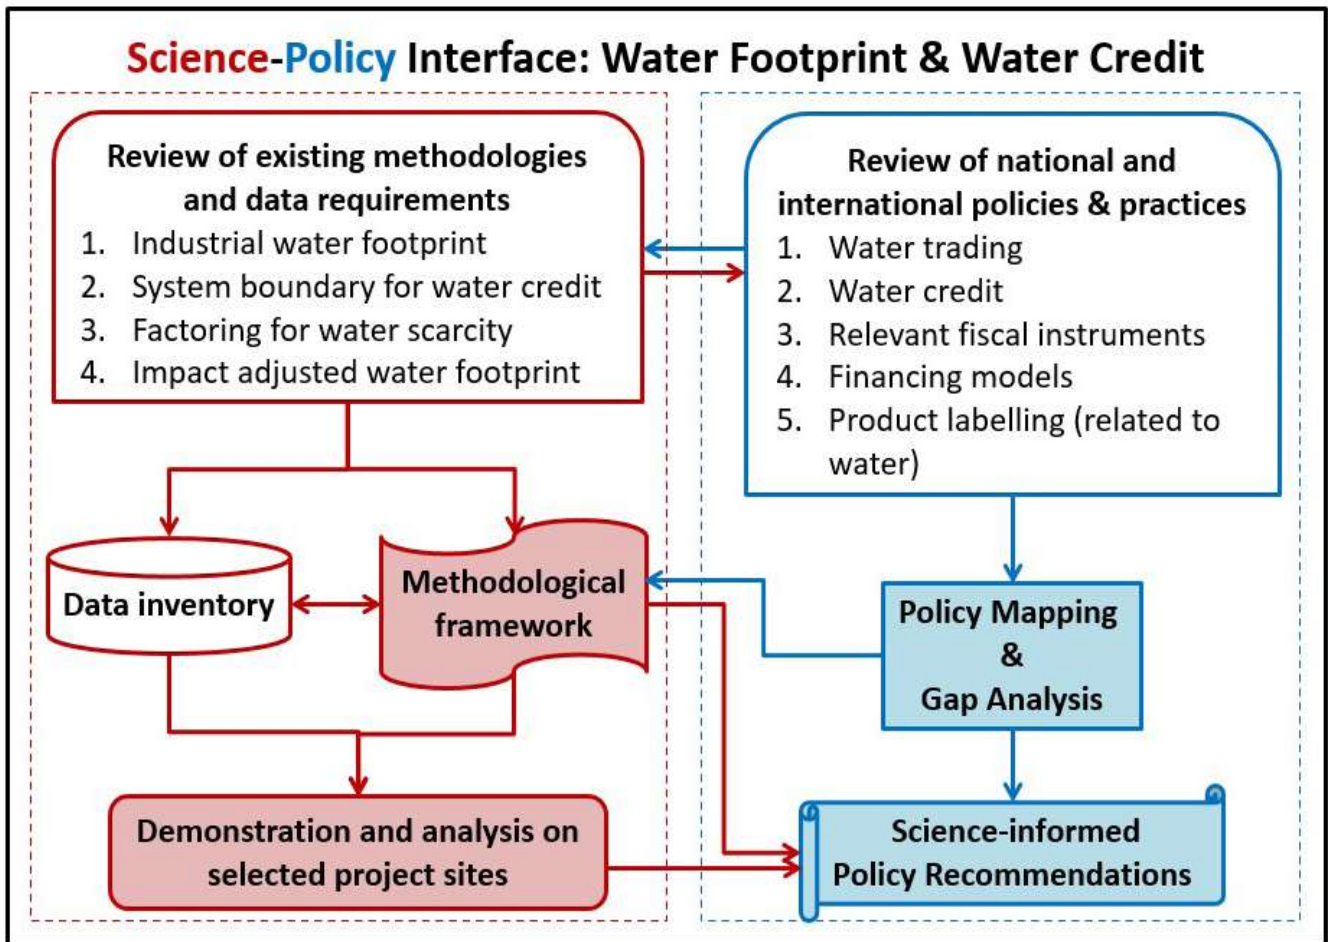 Science-Policy Interface: Water Footprint & Water Credit
Review of existing methodologies
and data requirements
1. Industrial water footprint
2. System boundary for water credit
3. Factoring for water scarcity
4. Impact adjusted water footprint
Review of national and
international policies & practices
1. Water trading
2. Water credit
3. Relevant fiscal instruments
4. Financing models
5. Product labelling (related to
water)
Data inventory
Methodological
framework
Policy Mapping
&
Gap Analysis
Demonstration and analysis on
selected project sites
Science-informed
Policy Recommendations